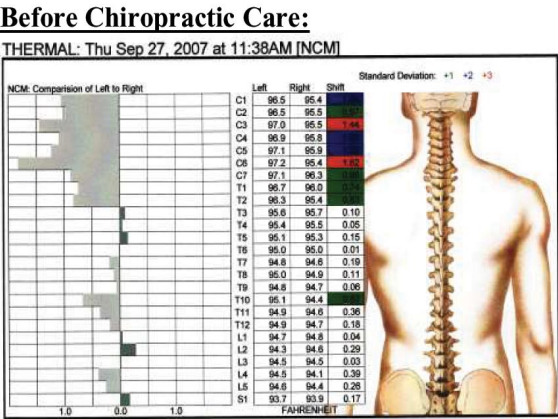 Before Chiropractic Care:
THERMAL: Thu Sep 27, 2007 at 11:38AM [NCM]
Standard Deviation: +1 +2 +3
NCM: Comparision of Left to Right Left Right Shift
C1 96.5 95.4
C2 96.5 95.5
C3 97.0 95.5 1.44
C4 96.9 95.8
C5 97.1 95.9
C6 97.2 95.4 1.82
C7 97.1 96.3
T1 96.7 96.0
T2 96.3 95.4
T3 95.6 95.7 0.10
T4 95.4 95.5 0.05
T5 95.1 95.3 0.15
T6 95.0 95.0 0.01
T7 94.8 94.6 0.19
T8 95.0 94.9 0.11
T9 94.8 94.7 0.06
T10 95.1 94.4
T11 94.9 94.6 0.36
T12 94.9 94.7 0.18
L1 94.7 94.8 0.04
L2 94.3 94.6 0.29
L3 94.5 94.5 0.03
L4 94.5 94.1 0.39
L5 94.6 94.4 0.26
S1 93.7 93.9 0.17
1.0 0.0 1.0 FAHRENHEIT